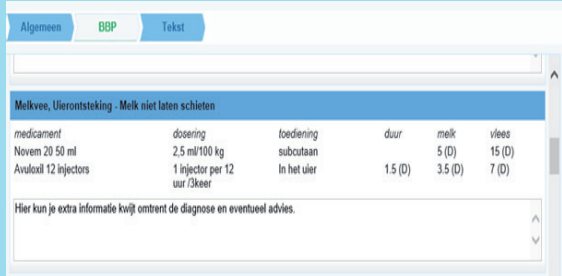 Algemeen BBP Tekst
Melkvee, Uierontsteking - Melk niet laten schieten
medicament dosering toediening duur melk vlees
Novem 20 50 ml 2,5 ml/100 kg subcutaan 5 (D) 15 (D)
Avuloxil 12 injectors 1 injector per 12 In het uier 1.5 (D) 3.5 (D) 7 (D)
uur /3keer
Hier kun je extra informatie kwijt omtrent de diagnose en eventueel advies.